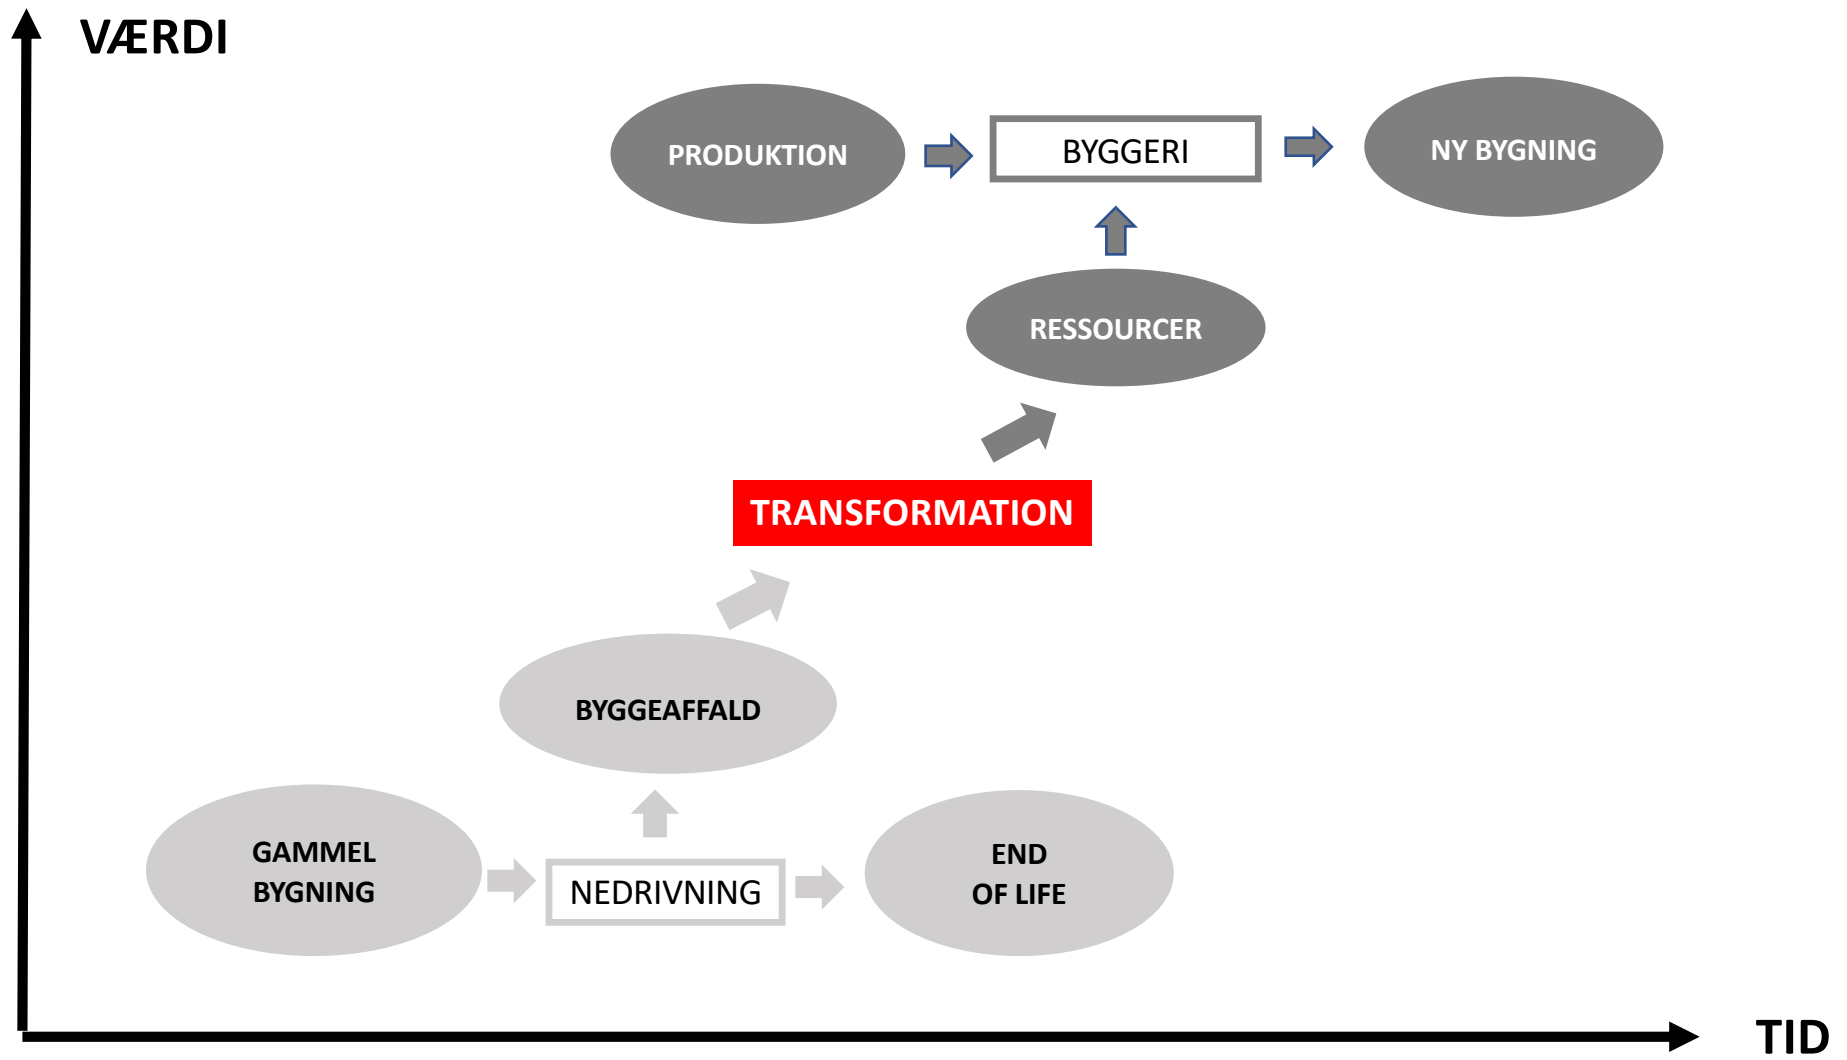 VÆRDI
PRODUKTION
BYGGERI
NY BYGNING
RESSOURCER
TRANSFORMATION
BYGGEAFFALD
GAMMEL
BYGNING
NEDRIVNING
END
OF LIFE
TID